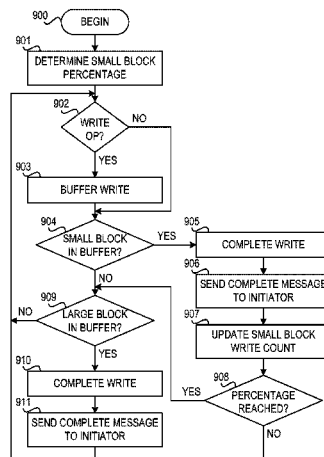 900
BEGIN
901
DETERMINE SMALL BLOCK
PERCENTAGE
902
WRITE
OP?
NO
YES
903
BUFFER WRITE
904
SMALL BLOCK
IN BUFFER?
YES
NO
905
COMPLETE WRITE
906
SEND COMPLETE MESSAGE
TO INITIATOR
907
UPDATE SMALL BLOCK
WRITE COUNT
908
PERCENTAGE
REACHED?
YES
NO
909
LARGE BLOCK
IN BUFFER?
NO
YES
910
COMPLETE WRITE
911
SEND COMPLETE MESSAGE
TO INITIATOR